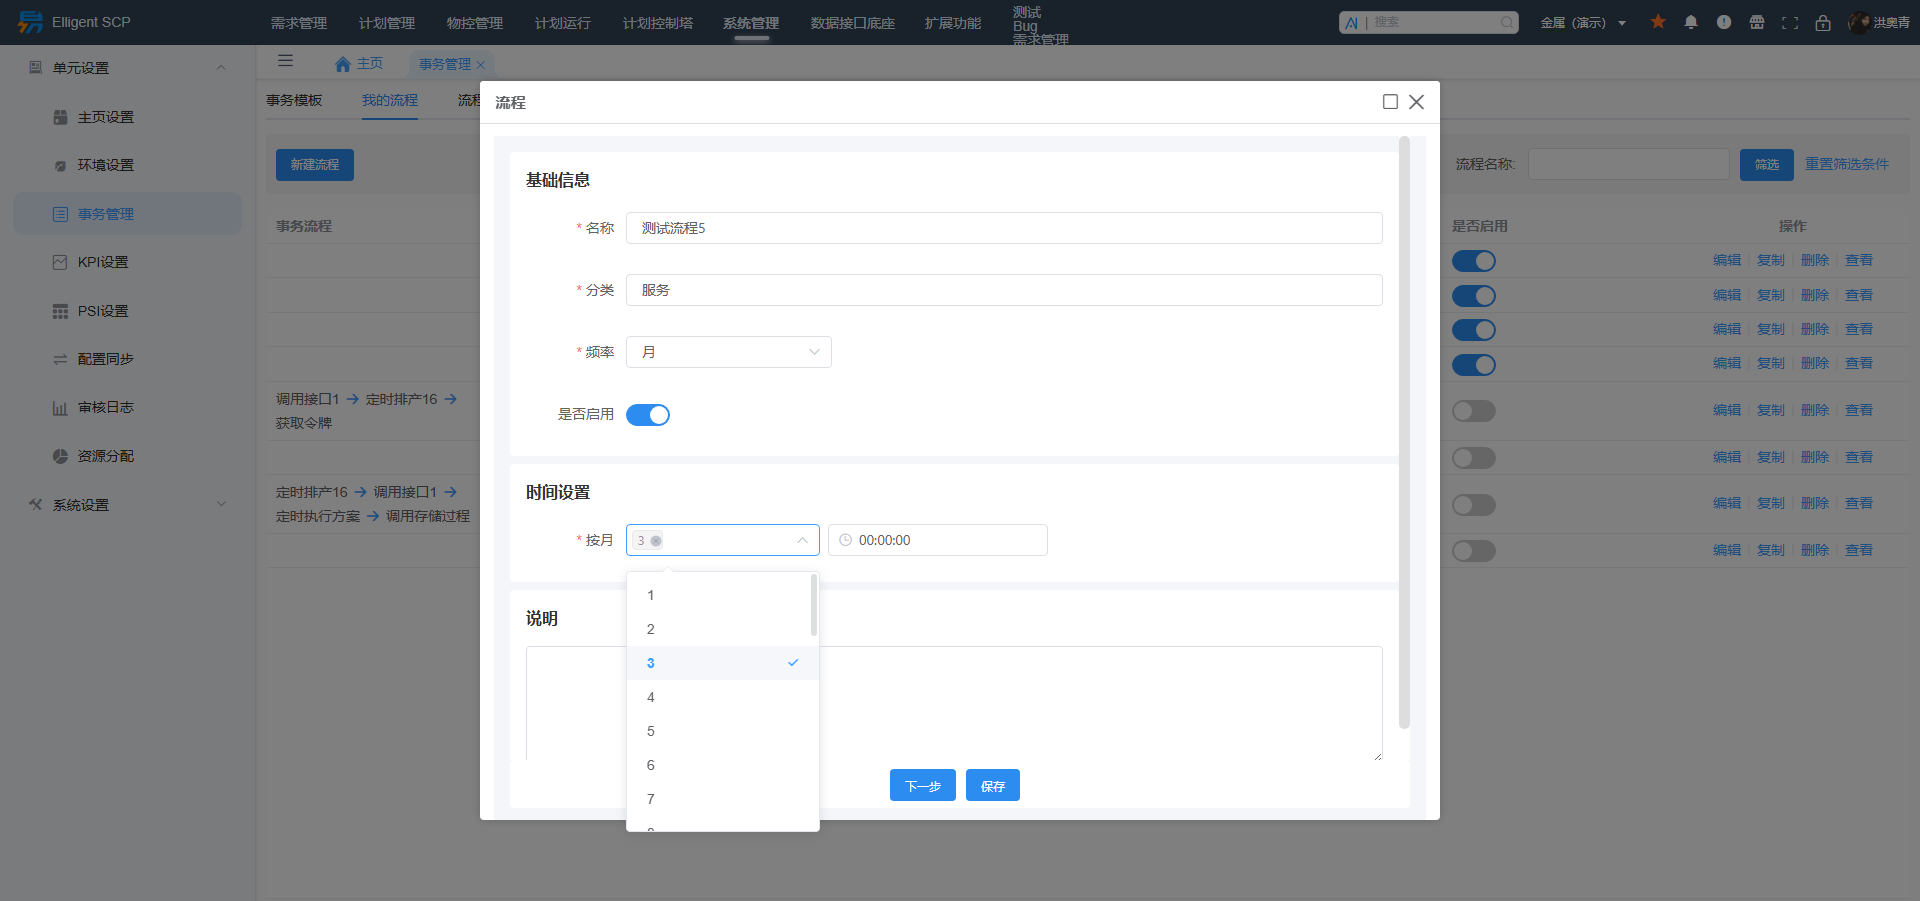 Elligent SCP
需求管理
计划管理
物控管理
计划运行
计划控制塔
系统管理
数据接口底座
扩展功能
测试
Bug
需求管理
AI | 搜索
金属（演示）
洪奥青
单元设置
主页设置
环境设置
事务管理
KPI设置
PSI设置
配置同步
审核日志
资源分配
系统设置
主页
事务管理
事务模板
我的流程
新建流程
流程名称:
筛选
重置筛选条件
事务流程
是否启用
操作
编辑 复制 删除 查看
编辑 复制 删除 查看
编辑 复制 删除 查看
编辑 复制 删除 查看
调用接口1 → 定时排产16 →
获取令牌
编辑 复制 删除 查看
编辑 复制 删除 查看
定时排产16 → 调用接口1 →
定时执行方案 → 调用存储过程
编辑 复制 删除 查看
编辑 复制 删除 查看
流程
基础信息
* 名称 测试流程5
* 分类 服务
* 频率 月
是否启用
时间设置
* 按月 3 00:00:00
1
2
3
4
5
6
7
说明
下一步
保存